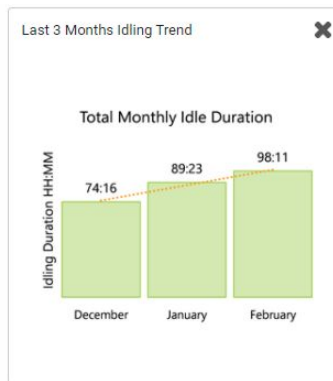 Last 3 Months Idling Trend
Total Monthly Idle Duration
Idling Duration HH:MM
74:16
89:23
98:11
December
January
February